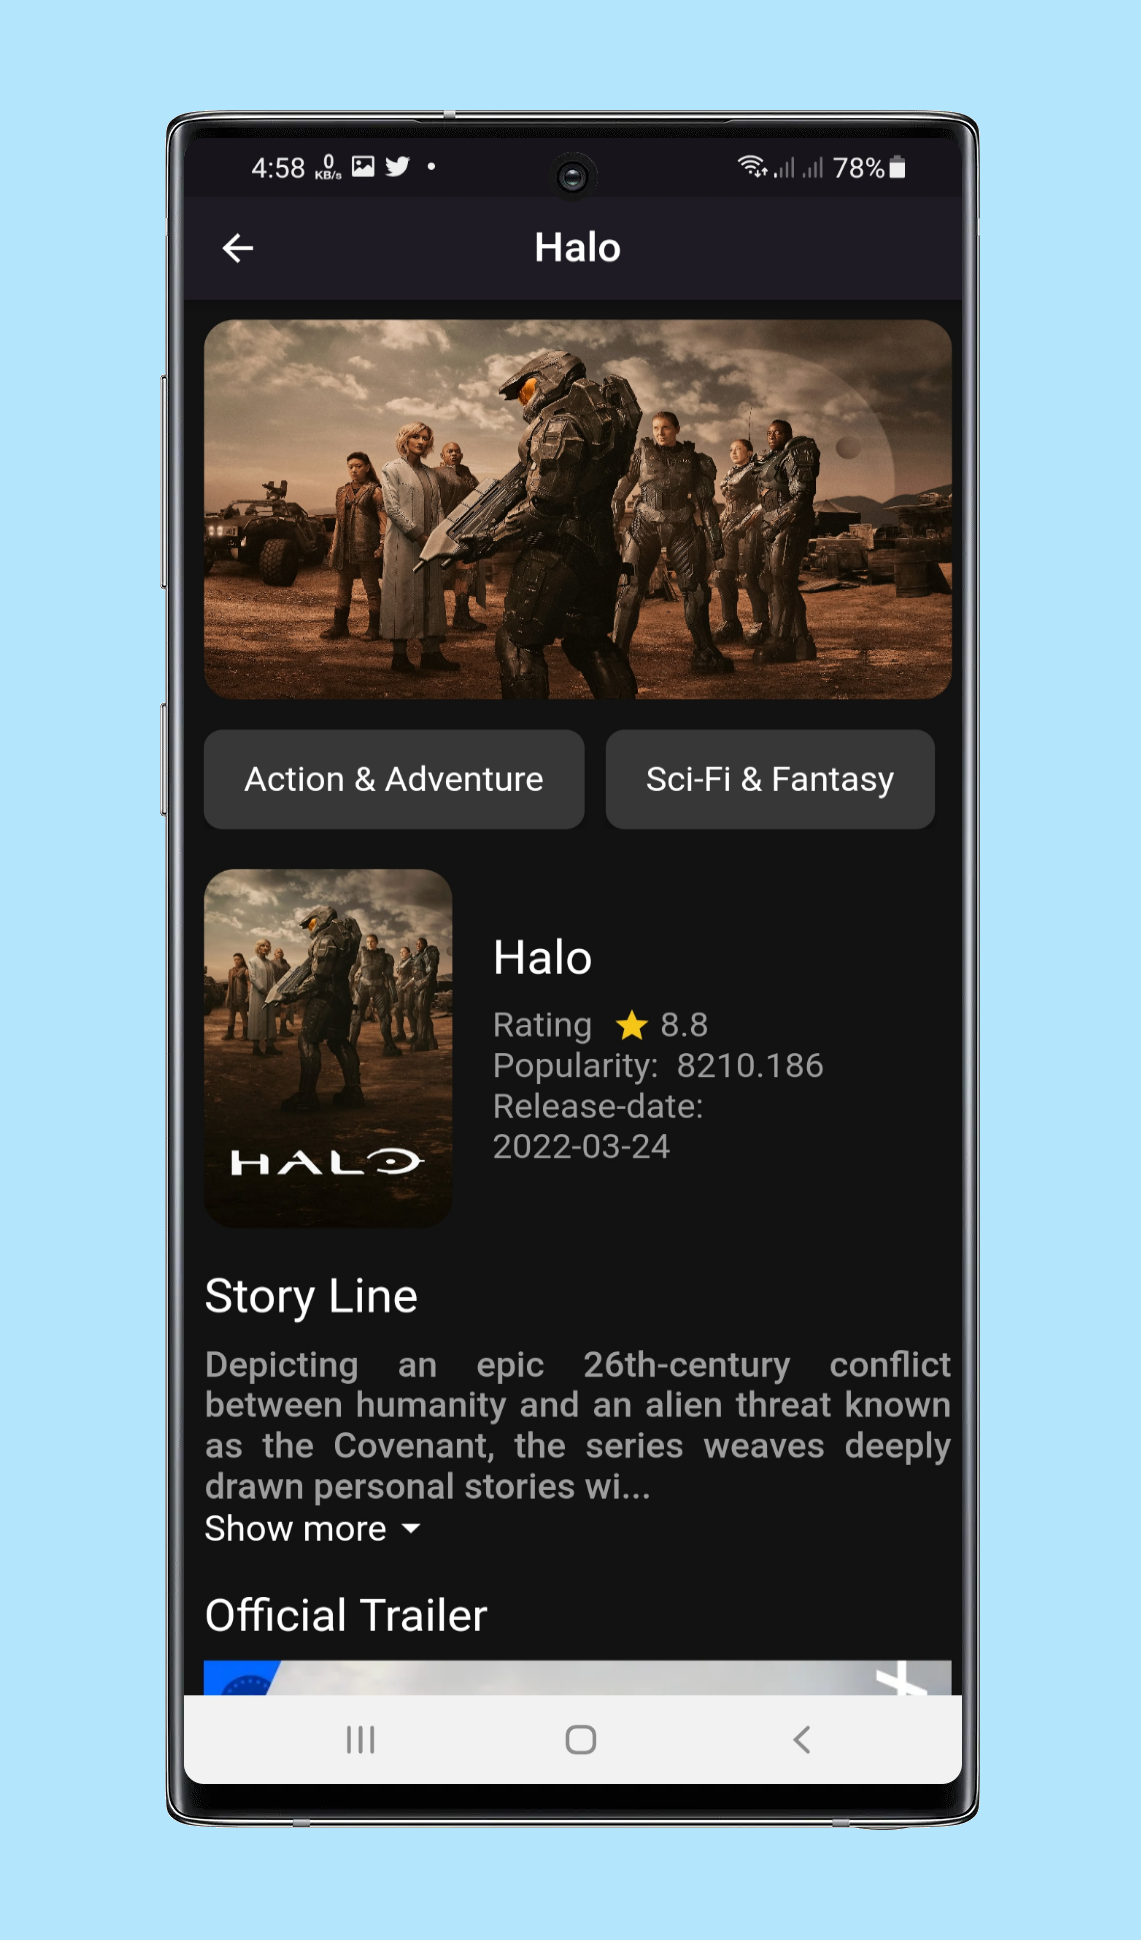 4:58 0 KB/s 78%
Halo
Action & Adventure Sci-Fi & Fantasy
HALO
Halo
Rating 8.8
Popularity: 8210.186
Release-date:
2022-03-24
Story Line
Depicting an epic 26th-century conflict
between humanity and an alien threat known
as the Covenant, the series weaves deeply
drawn personal stories wi...
Show more
Official Trailer